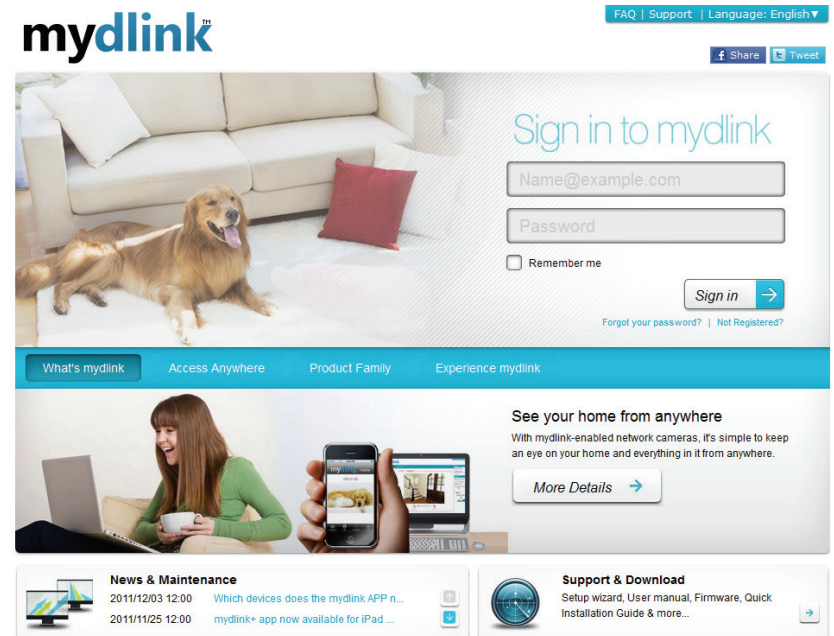 mydlink™
FAQ | Support | Language: English▼
Share
Tweet
Sign in to mydlink
Name@example.com
Password
Remember me
Sign in
Forgot your password? | Not Registered?
What's mydlink
Access Anywhere
Product Family
Experience mydlink
See your home from anywhere
With mydlink-enabled network cameras, it's simple to keep
an eye on your home and everything in it from anywhere.
More Details
News & Maintenance
2011/12/03 12:00 Which devices does the mydlink APP n...
2011/11/25 12:00 mydlink+ app now available for iPad ...
Support & Download
Setup wizard, User manual, Firmware, Quick
Installation Guide & more...